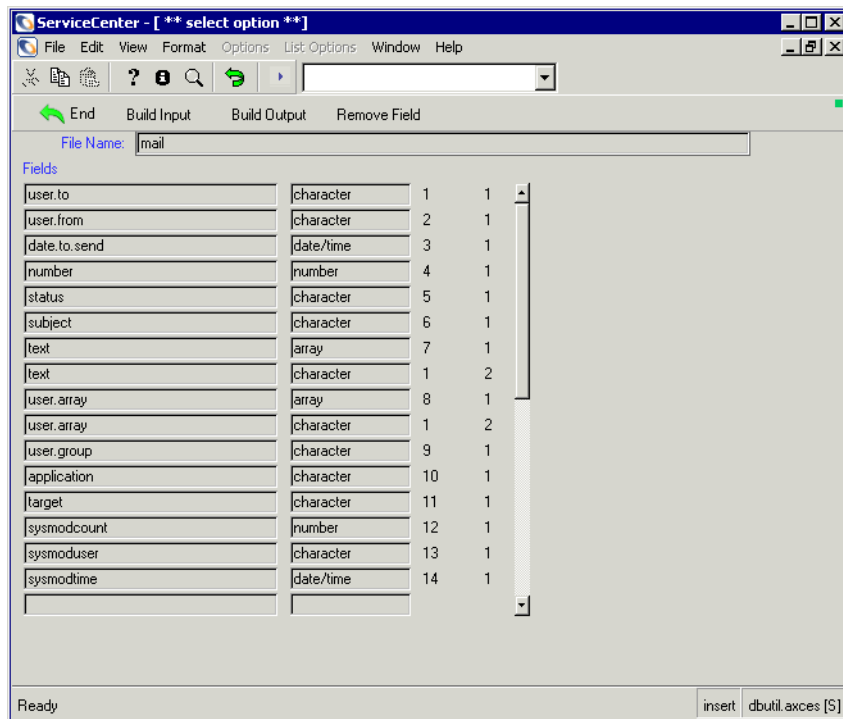 ServiceCenter - [ ** select option **]
File Edit View Format Options List Options Window Help
End Build Input Build Output Remove Field
File Name: mail
Fields
user.to character 1 1
user.from character 2 1
date.to.send date/time 3 1
number number 4 1
status character 5 1
subject character 6 1
text array 7 1
text character 1 2
user.array array 8 1
user.array character 1 2
user.group character 9 1
application character 10 1
target character 11 1
sysmodcount number 12 1
sysmoduser character 13 1
sysmodtime date/time 14 1
Ready insert dbutil.axces [S]